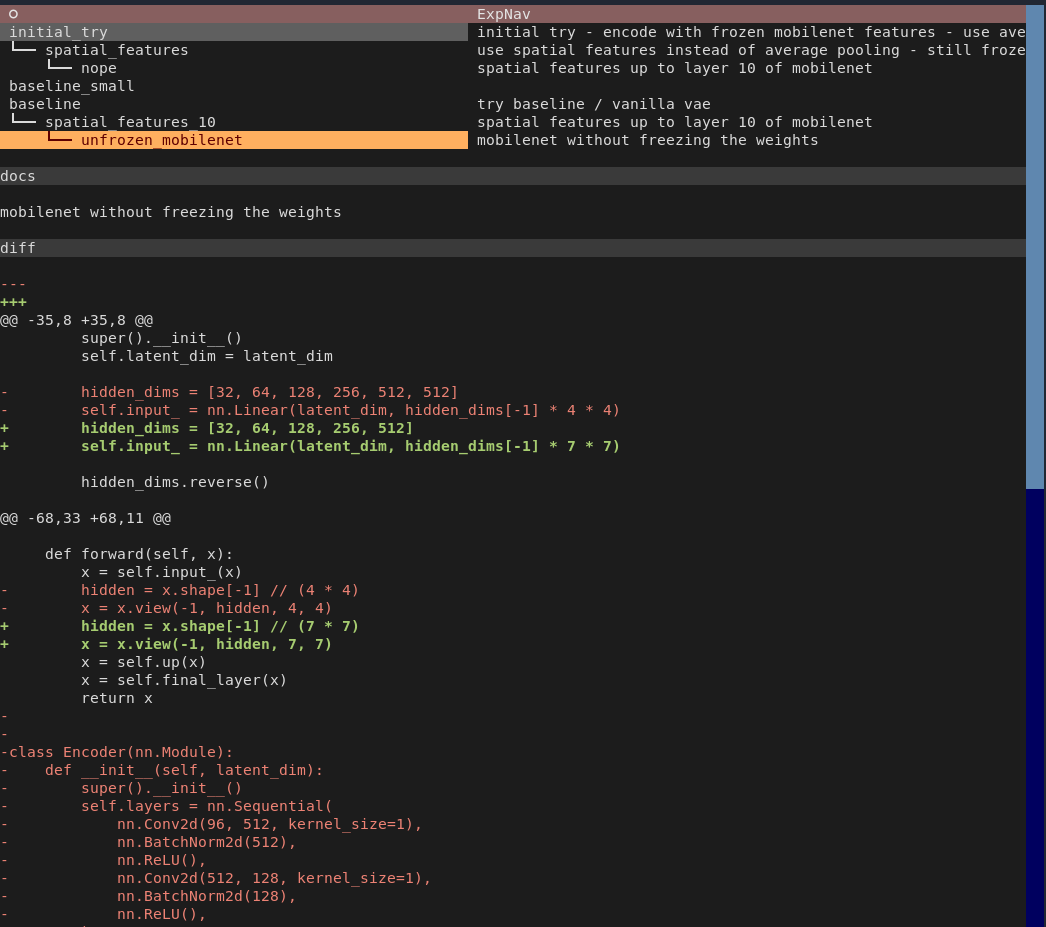 ExpNav
initial_try initial try - encode with frozen mobilenet features - use ave
└── spatial_features use spatial features instead of average pooling - still froze
└── nope spatial features up to layer 10 of mobilenet
baseline_small
baseline try baseline / vanilla vae
└── spatial_features_10 spatial features up to layer 10 of mobilenet
└── unfrozen_mobilenet mobilenet without freezing the weights
docs
mobilenet without freezing the weights
diff
---
+++
@@ -35,8 +35,8 @@
         super().__init__()
         self.latent_dim = latent_dim
-        hidden_dims = [32, 64, 128, 256, 512, 512]
-        self.input_ = nn.Linear(latent_dim, hidden_dims[-1] * 4 * 4)
+        hidden_dims = [32, 64, 128, 256, 512]
+        self.input_ = nn.Linear(latent_dim, hidden_dims[-1] * 7 * 7)
         hidden_dims.reverse()
@@ -68,33 +68,11 @@
     def forward(self, x):
         x = self.input_(x)
-        hidden = x.shape[-1] // (4 * 4)
-        x = x.view(-1, hidden, 4, 4)
+        hidden = x.shape[-1] // (7 * 7)
+        x = x.view(-1, hidden, 7, 7)
         x = self.up(x)
         x = self.final_layer(x)
         return x
-
-
-class Encoder(nn.Module):
-    def __init__(self, latent_dim):
-        super().__init__()
-        self.layers = nn.Sequential(
-            nn.Conv2d(96, 512, kernel_size=1),
-            nn.BatchNorm2d(512),
-            nn.ReLU(),
-            nn.Conv2d(512, 128, kernel_size=1),
-            nn.BatchNorm2d(128),
-            nn.ReLU(),